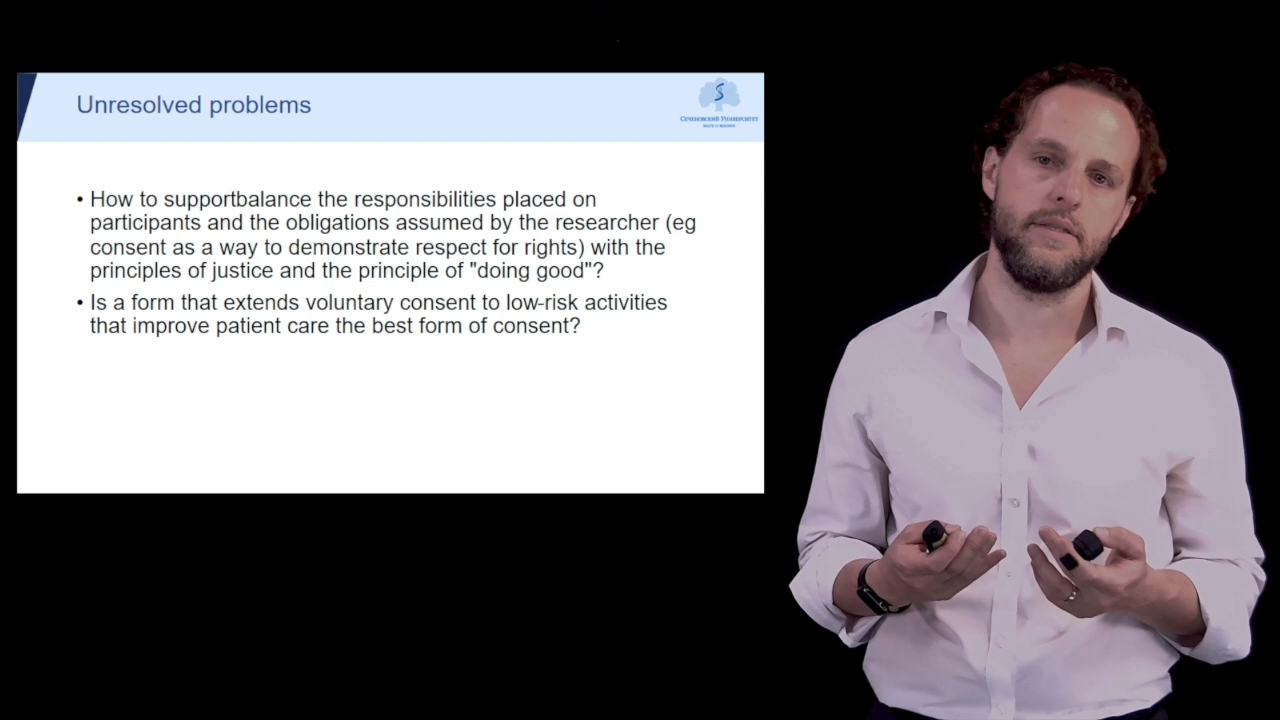 Unresolved problems
Сеченовский Университет
• How to supportbalance the responsibilities placed on
participants and the obligations assumed by the researcher (eg
consent as a way to demonstrate respect for rights) with the
principles of justice and the principle of "doing good"?
• Is a form that extends voluntary consent to low-risk activities
that improve patient care the best form of consent?